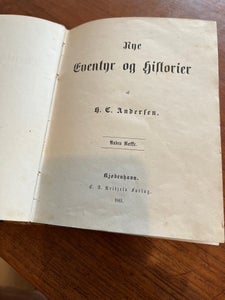 Nye
Eventyr og Historier
af
H. C. Andersen.
Anden Række.
Kjøbenhavn.
C. A. Reitzels Forlag.